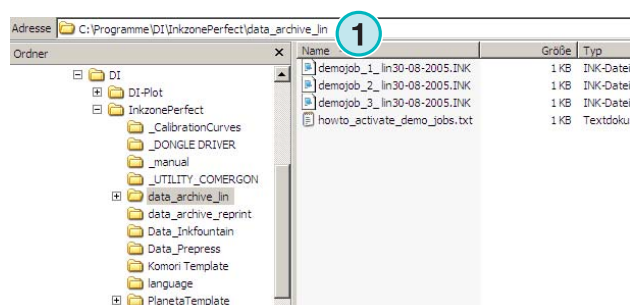 Adresse C:\Programme\DI\InkzonePerfect\data_archive_lin
1
Ordner
Name Größe Typ
DI
DI-Plot
InkzonePerfect
_CalibrationCurves
_DONGLE DRIVER
_manual
_UTILITY_COMERGON
data_archive_lin
data_archive_reprint
Data_Inkfountain
Data_Prepress
Komori Template
language
PlanetaTemplate
demojob_1_lin30-08-2005.INK 1 KB INK-Datei
demojob_2_lin30-08-2005.INK 1 KB INK-Datei
demojob_3_lin30-08-2005.INK 1 KB INK-Datei
howto_activate_demo_jobs.txt 1 KB Textdoku